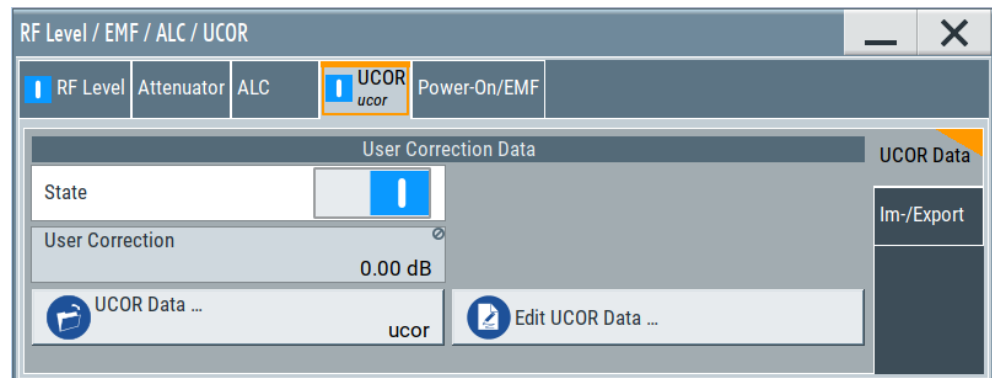 RF Level / EMF / ALC / UCOR
RF Level Attenuator ALC UCOR Power-On/EMF
ucor
User Correction Data
UCOR Data
State
Im-/Export
User Correction
0.00 dB
UCOR Data ...
ucor
Edit UCOR Data ...